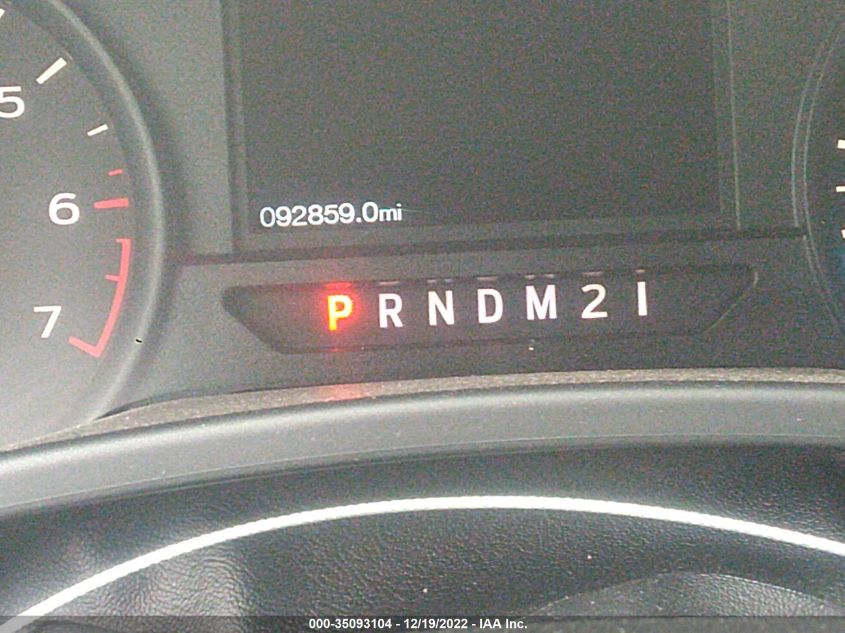 5
6
7
092859.0mi
P R N D M 2 1
000-35093104 - 12/19/2022 - IAA Inc.